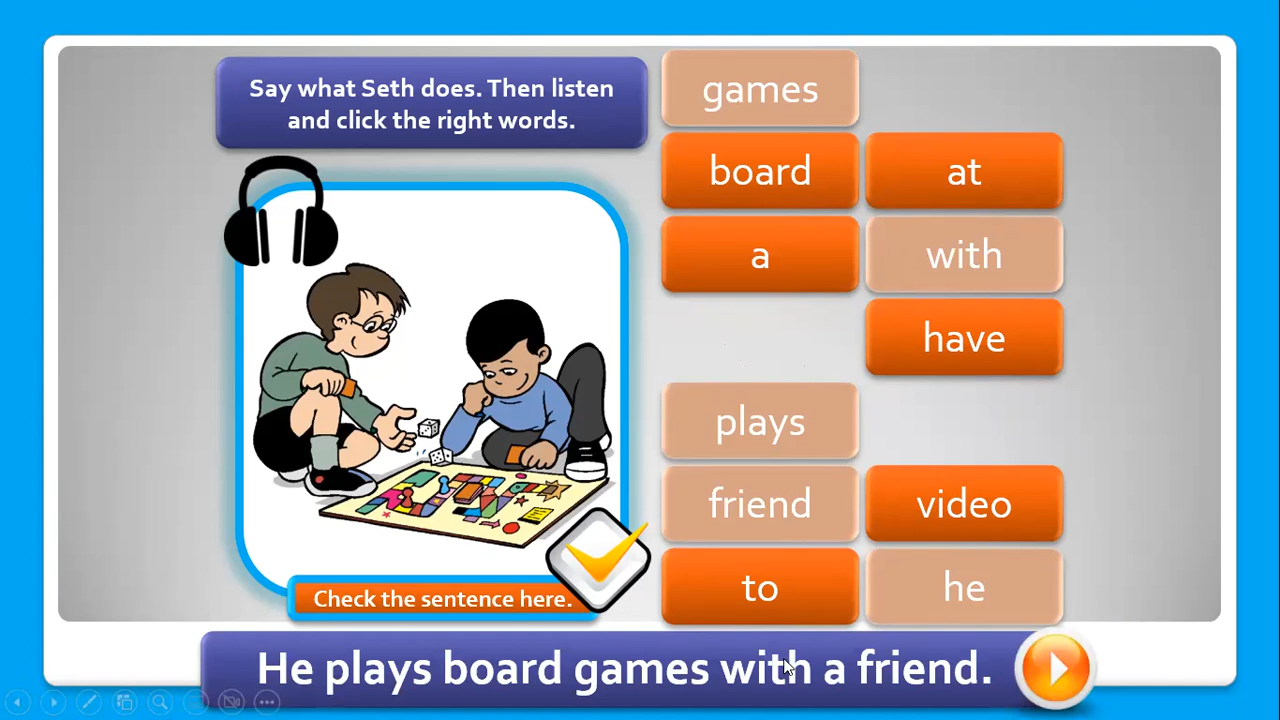 Say what Seth does. Then listen
and click the right words.
games
board
at
a
with
have
plays
friend
video
to
he
Check the sentence here.
He plays board games with a friend.